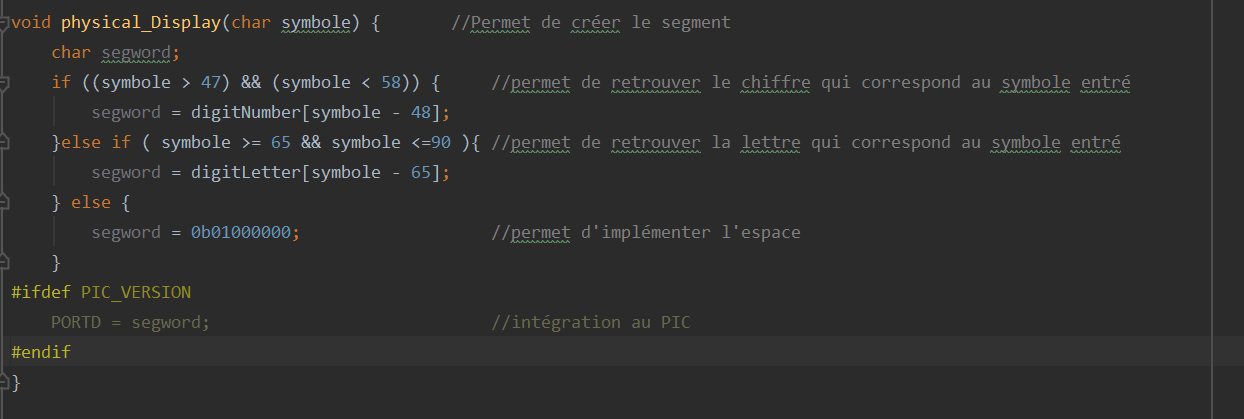 void physical_Display(char symbole) { //Permet de créer le segment
char segword;
if ((symbole > 47) && (symbole < 58)) { //permet de retrouver le chiffre qui correspond au symbole entré
segword = digitNumber[symbole - 48];
}else if ( symbole >= 65 && symbole <=90 ){ //permet de retrouver la lettre qui correspond au symbole entré
segword = digitLetter[symbole - 65];
} else {
segword = 0b01000000; //permet d'implémenter l'espace
}
#ifdef PIC_VERSION
PORTD = segword; //intégration au PIC
#endif
}